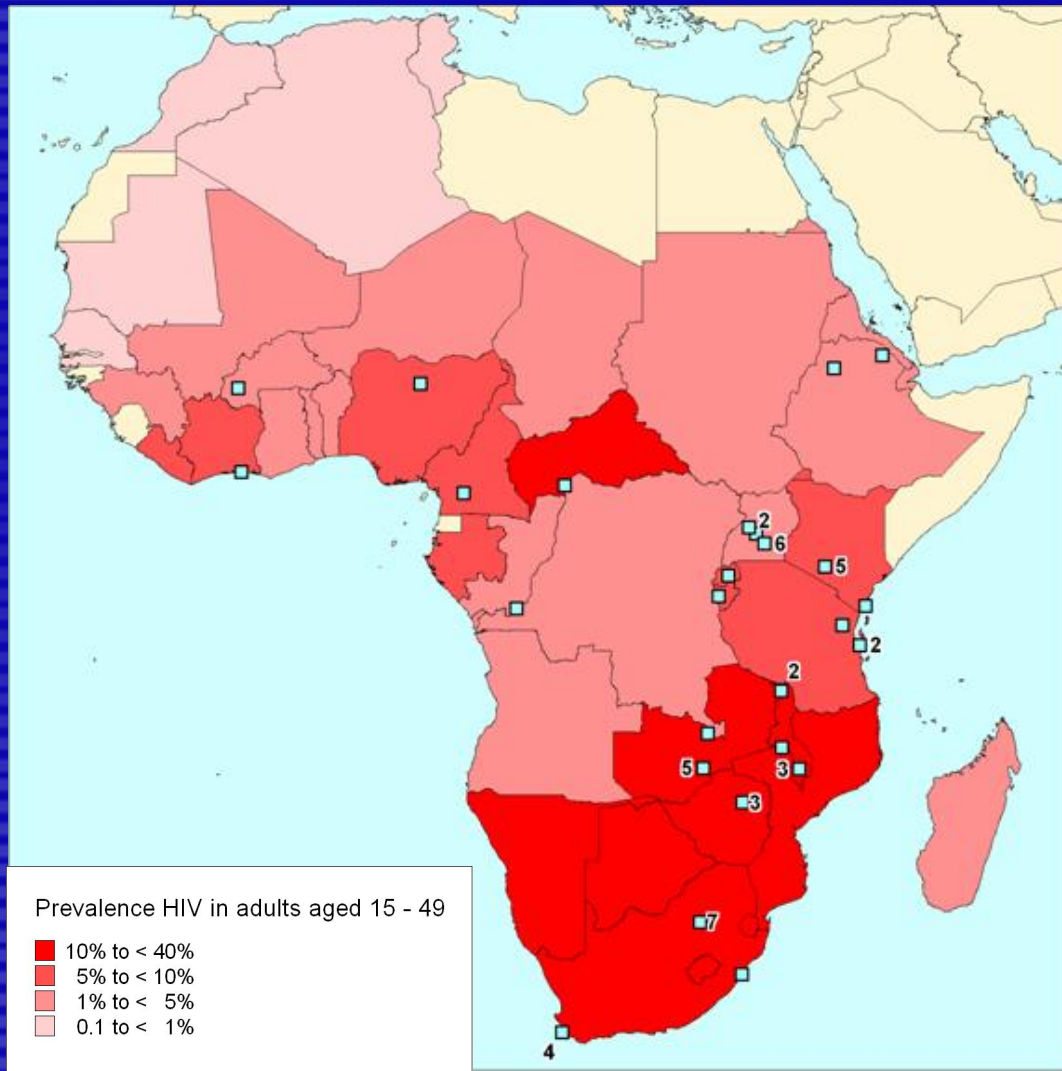 2
6
5
2
2
5
3
3
7
4
Prevalence HIV in adults aged 15 - 49
10% to < 40%
5% to < 10%
1% to < 5%
0.1 to < 1%